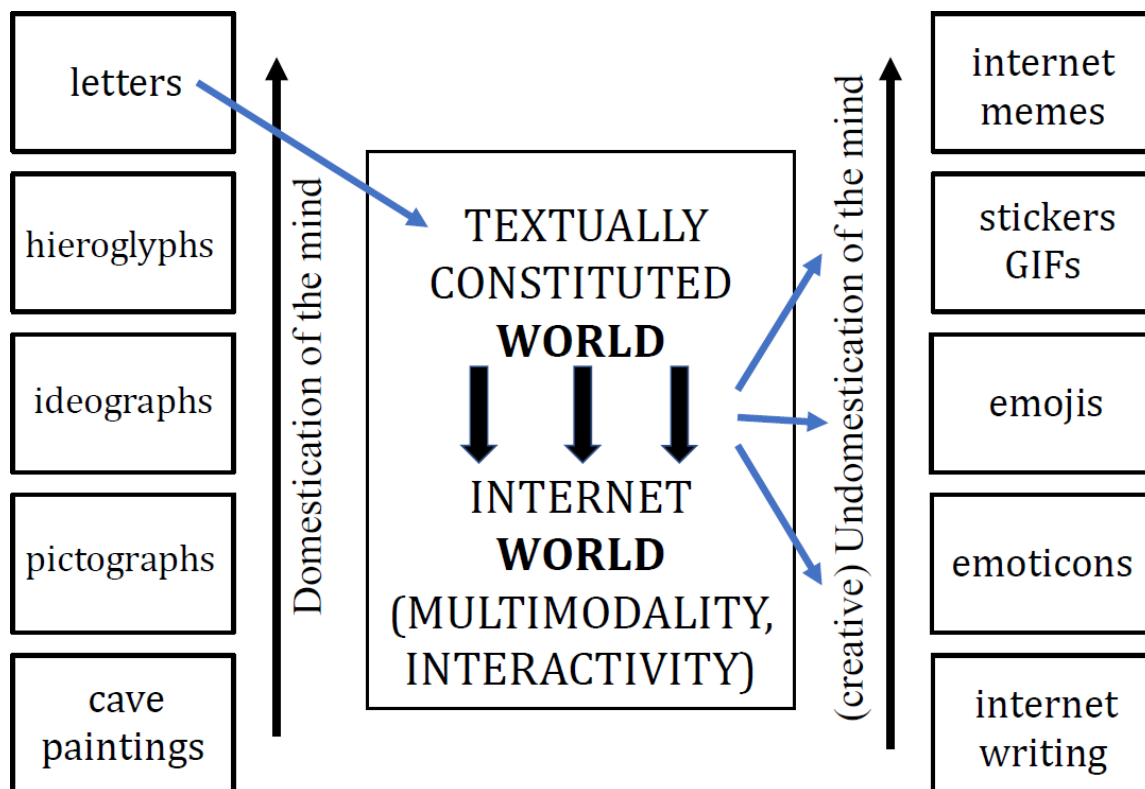 letters
hieroglyphs
ideographs
pictographs
cave
paintings
Domestication of the mind
TEXTUALLY
CONSTITUTED
WORLD
INTERNET
WORLD
(MULTIMODALITY,
INTERACTIVITY)
(creative) Undomestication of the mind
internet
memes
stickers
GIFs
emojis
emoticons
internet
writing